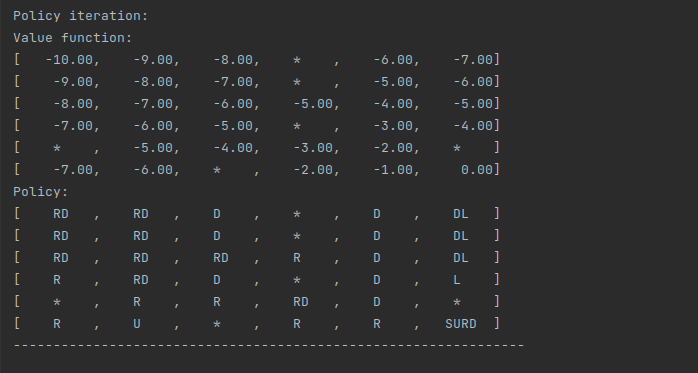 Policy iteration:
Value function:
[   -10.00,    -9.00,    -8.00,    *    ,    -6.00,    -7.00]
[    -9.00,    -8.00,    -7.00,    *    ,    -5.00,    -6.00]
[    -8.00,    -7.00,    -6.00,    -5.00,    -4.00,    -5.00]
[    -7.00,    -6.00,    -5.00,    *    ,    -3.00,    -4.00]
[    *    ,    -5.00,    -4.00,    -3.00,    -2.00,    *    ]
[    -7.00,    -6.00,    *    ,    -2.00,    -1.00,     0.00]
Policy:
[    RD   ,    RD   ,    D    ,    *    ,    D    ,    DL   ]
[    RD   ,    RD   ,    D    ,    *    ,    D    ,    DL   ]
[    RD   ,    RD   ,    RD   ,    R    ,    D    ,    DL   ]
[    R    ,    RD   ,    D    ,    *    ,    D    ,    L    ]
[    *    ,    R    ,    R    ,    RD   ,    D    ,    *    ]
[    R    ,    U    ,    *    ,    R    ,    R    ,   SURD  ]
----------------------------------------------------------------